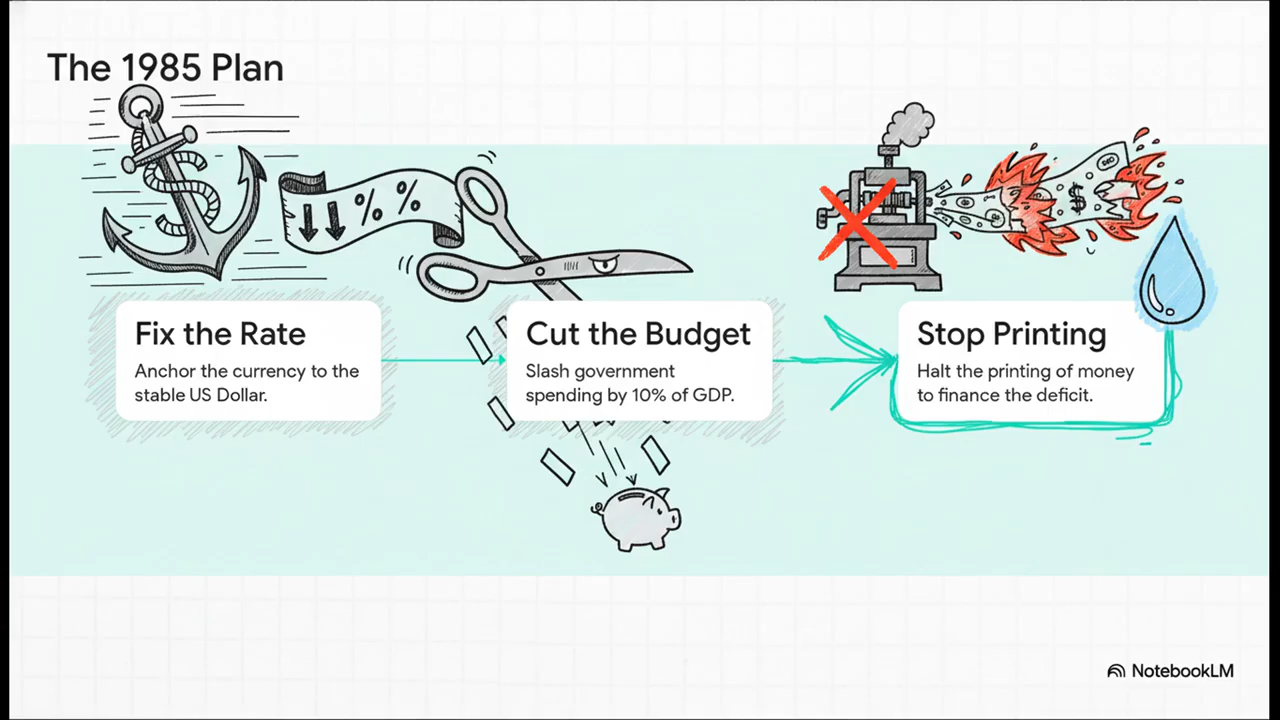 The 1985 Plan
↓↓ % %
Fix the Rate
Anchor the currency to the
stable US Dollar.
Cut the Budget
Slash government
spending by 10% of GDP.
$
Stop Printing
Halt the printing of money
to finance the deficit.
NotebookLM